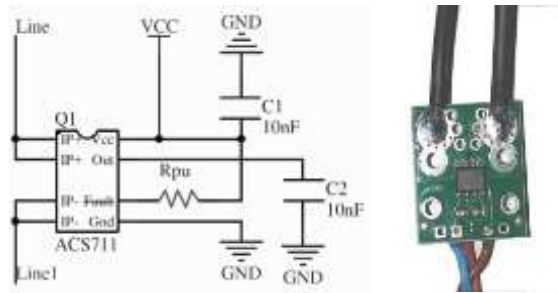 Line
VCC
GND
C1
10nF
Q1
IP+ Vcc
IP+ Out
Rpu
IP- Fault
IP- Gnd
ACS711
C2
10nF
Line1
GND
GND